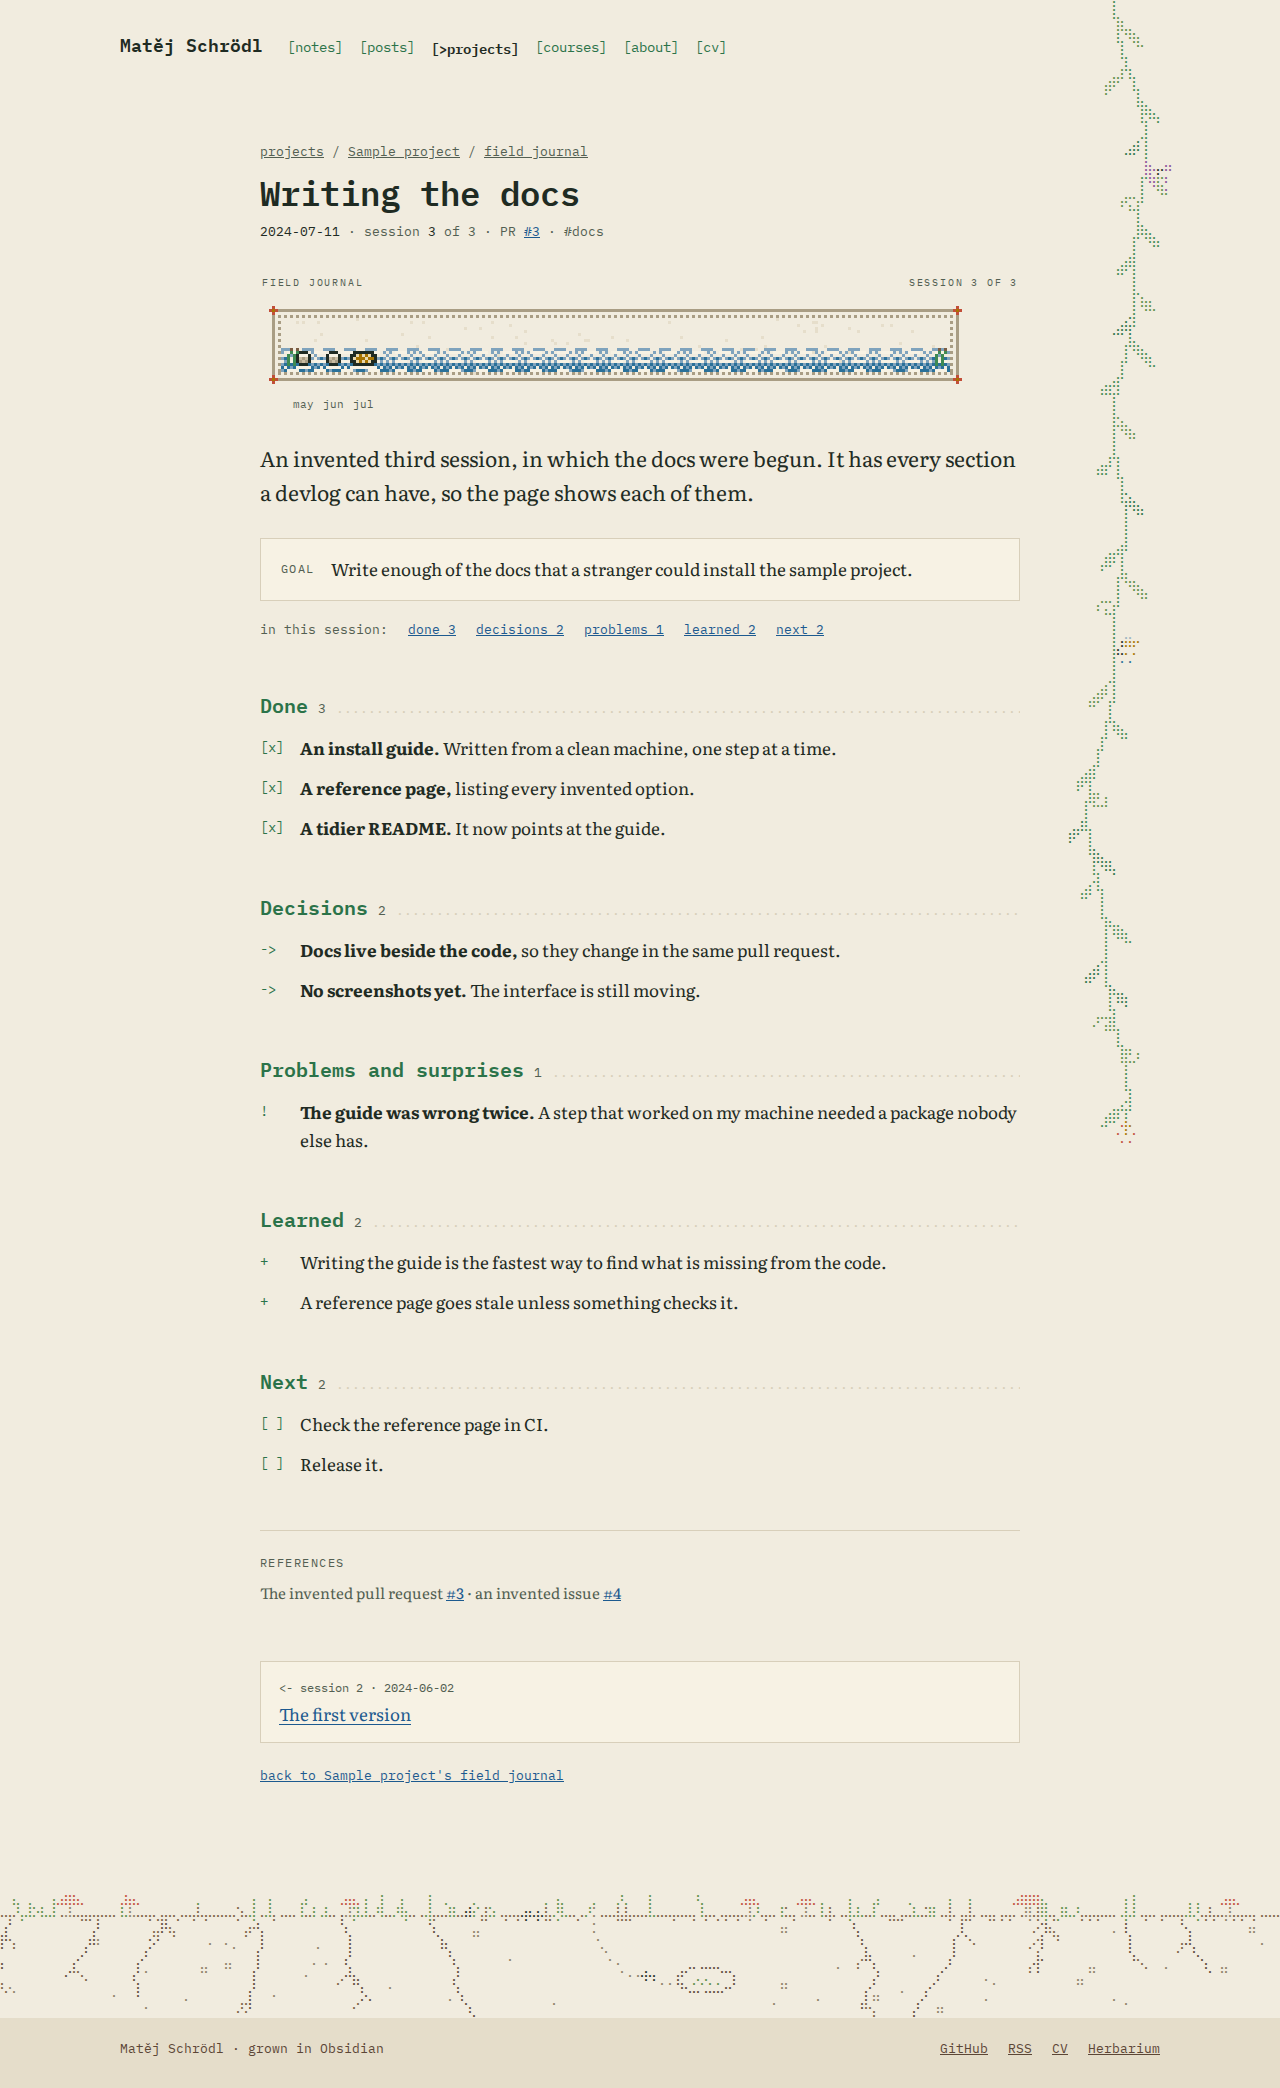 Matěj Schrödl [notes] [posts] [>projects] [courses] [about] [cv]
projects / Sample project / field journal
Writing the docs
2024-07-11 · session 3 of 3 · PR #3 · #docs
FIELD JOURNAL SESSION 3 OF 3
may jun jul
An invented third session, in which the docs were begun. It has every section
a devlog can have, so the page shows each of them.
GOAL Write enough of the docs that a stranger could install the sample project.
in this session: done 3 decisions 2 problems 1 learned 2 next 2
Done 3
[x] An install guide. Written from a clean machine, one step at a time.
[x] A reference page, listing every invented option.
[x] A tidier README. It now points at the guide.
Decisions 2
-> Docs live beside the code, so they change in the same pull request.
-> No screenshots yet. The interface is still moving.
Problems and surprises 1
! The guide was wrong twice. A step that worked on my machine needed a package nobody
else has.
Learned 2
+ Writing the guide is the fastest way to find what is missing from the code.
+ A reference page goes stale unless something checks it.
Next 2
[ ] Check the reference page in CI.
[ ] Release it.
REFERENCES
The invented pull request #3 · an invented issue #4
<- session 2 · 2024-06-02
The first version
back to Sample project's field journal
Matěj Schrödl · grown in Obsidian GitHub RSS CV Herbarium